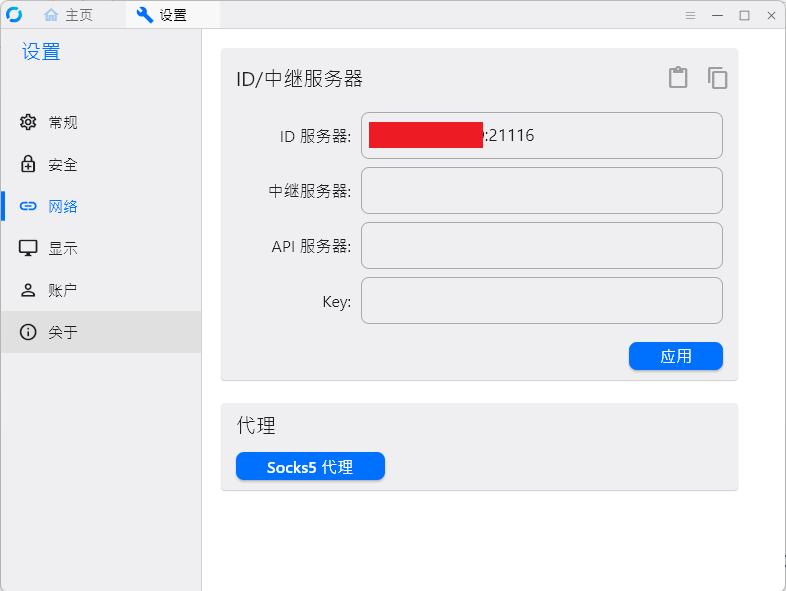 主页
设置
设置
常规
安全
网络
显示
账户
关于
ID/中继服务器
ID 服务器: :21116
中继服务器:
API 服务器:
Key:
应用
代理
Socks5 代理